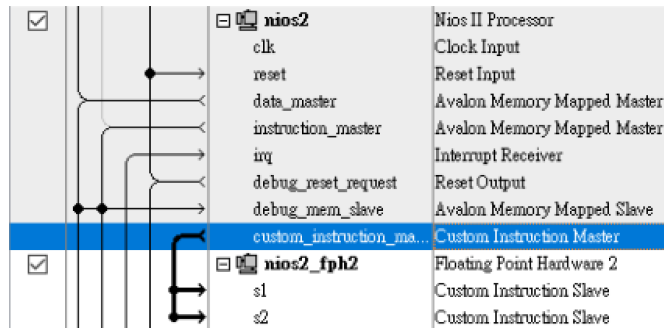 nios2 Nios II Processor
clk Clock Input
reset Reset Input
data_master Avalon Memory Mapped Master
instruction_master Avalon Memory Mapped Master
irq Interrupt Receiver
debug_reset_request Reset Output
debug_mem_slave Avalon Memory Mapped Slave
custom_instruction_ma... Custom Instruction Master
nios2_fph2 Floating Point Hardware 2
s1 Custom Instruction Slave
s2 Custom Instruction Slave